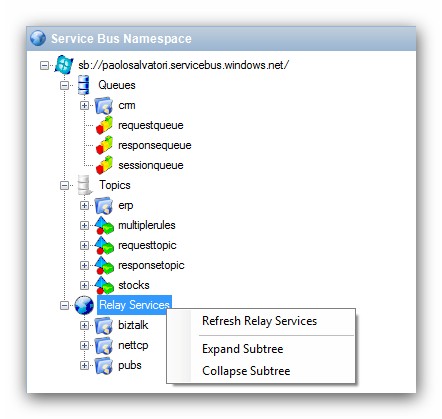 Service Bus Namespace
sb://paolosalvatori.servicebus.windows.net/
Queues
crm
requestqueue
responsequeue
sessionqueue
Topics
erp
multiplerules
requesttopic
responsetopic
stocks
Relay Services
Refresh Relay Services
biztalk
Expand Subtree
nettcp
Collapse Subtree
pubs